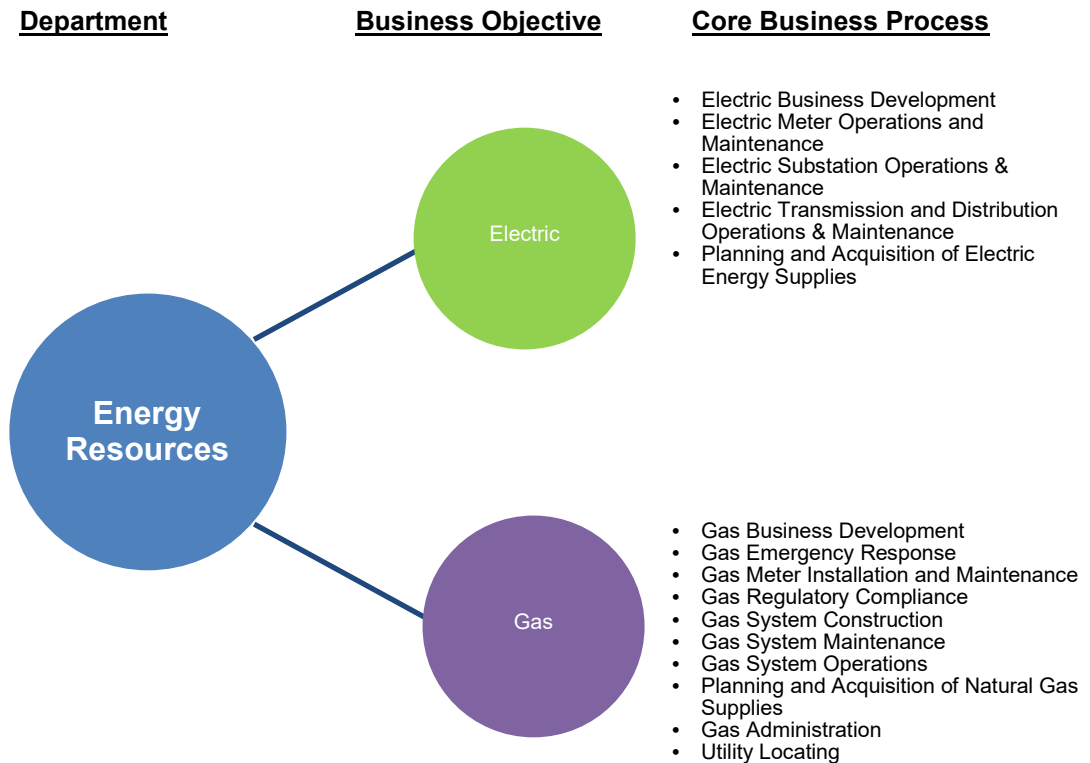 Department Business Objective Core Business Process
• Electric Business Development
• Electric Meter Operations and
Maintenance
• Electric Substation Operations &
Maintenance
• Electric Transmission and Distribution
Operations & Maintenance
• Planning and Acquisition of Electric
Energy Supplies
Electric
Energy
Resources
• Gas Business Development
• Gas Emergency Response
• Gas Meter Installation and Maintenance
• Gas Regulatory Compliance
• Gas System Construction
• Gas System Maintenance
• Gas System Operations
• Planning and Acquisition of Natural Gas
Supplies
• Gas Administration
• Utility Locating
Gas